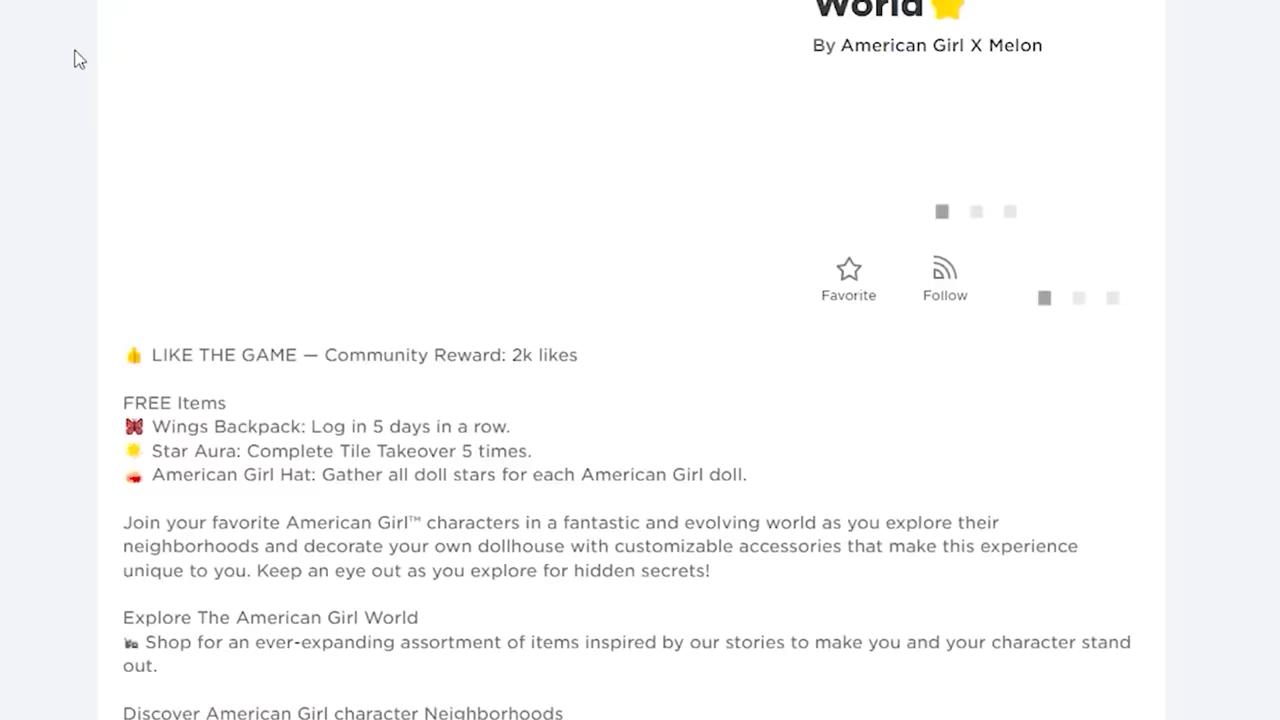 World
By American Girl X Melon
Favorite
Follow
LIKE THE GAME — Community Reward: 2k likes
FREE Items
Wings Backpack: Log in 5 days in a row.
Star Aura: Complete Tile Takeover 5 times.
American Girl Hat: Gather all doll stars for each American Girl doll.
Join your favorite American Girl™ characters in a fantastic and evolving world as you explore their
neighborhoods and decorate your own dollhouse with customizable accessories that make this experience
unique to you. Keep an eye out as you explore for hidden secrets!
Explore The American Girl World
Shop for an ever-expanding assortment of items inspired by our stories to make you and your character stand
out.
Discover American Girl character Neighborhoods